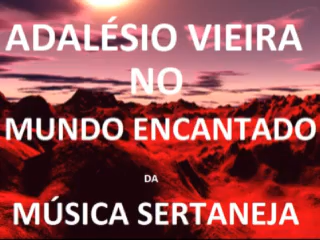 ADALÉSIO VIEIRA
NO
MUNDO ENCANTADO
DA
MÚSICA SERTANEJA